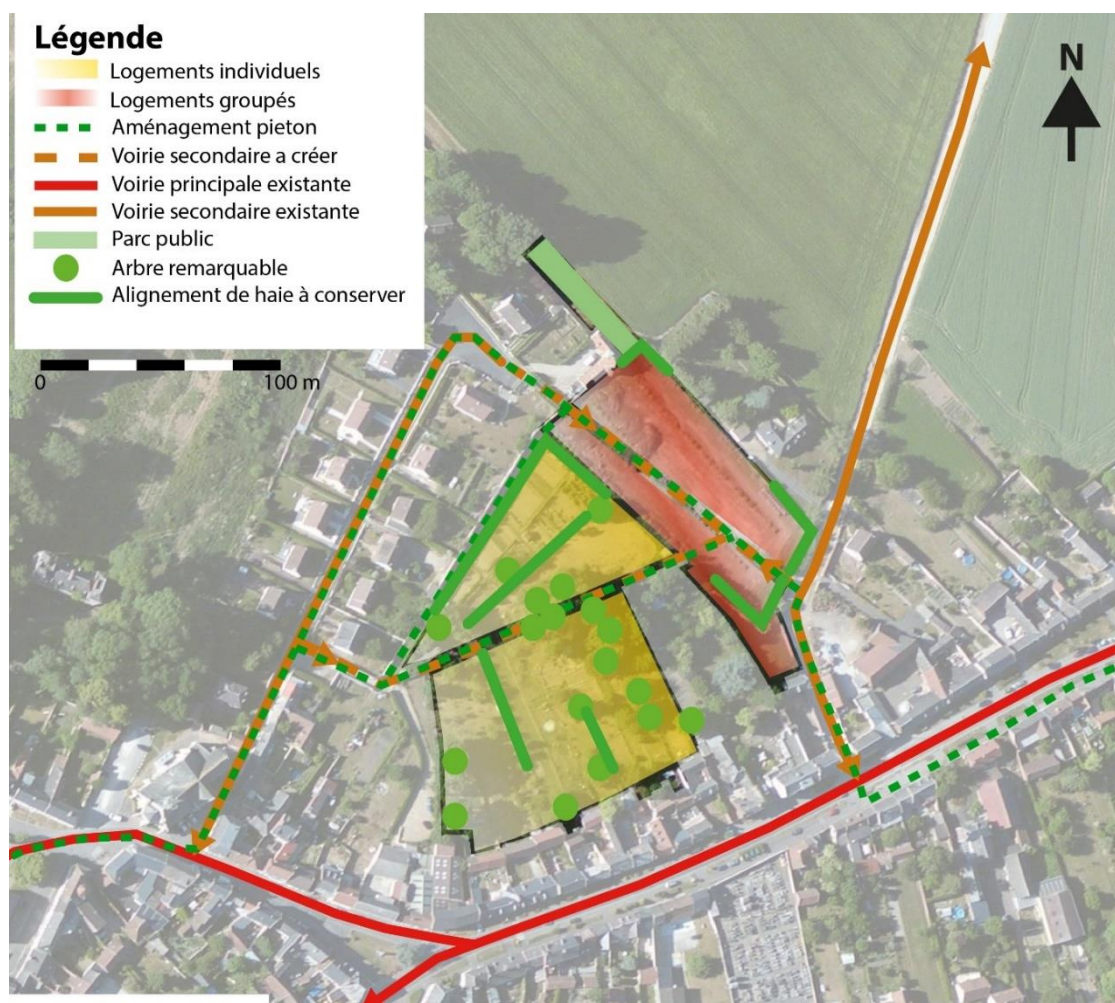 Légende
Logements individuels
Logements groupés
Aménagement pieton
Voirie secondaire a créer
Voirie principale existante
Voirie secondaire existante
Parc public
Arbre remarquable
Alignement de haie à conserver
N
0 100 m